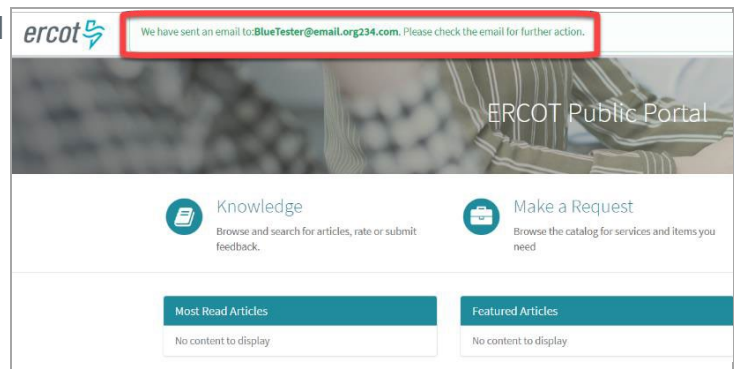 ercot
We have sent an email to:BlueTester@email.org234.com. Please check the email for further action.
ERCOT Public Portal
Knowledge
Browse and search for articles, rate or submit
feedback.
Make a Request
Browse the catalog for services and items you
need
Most Read Articles
No content to display
Featured Articles
No content to display